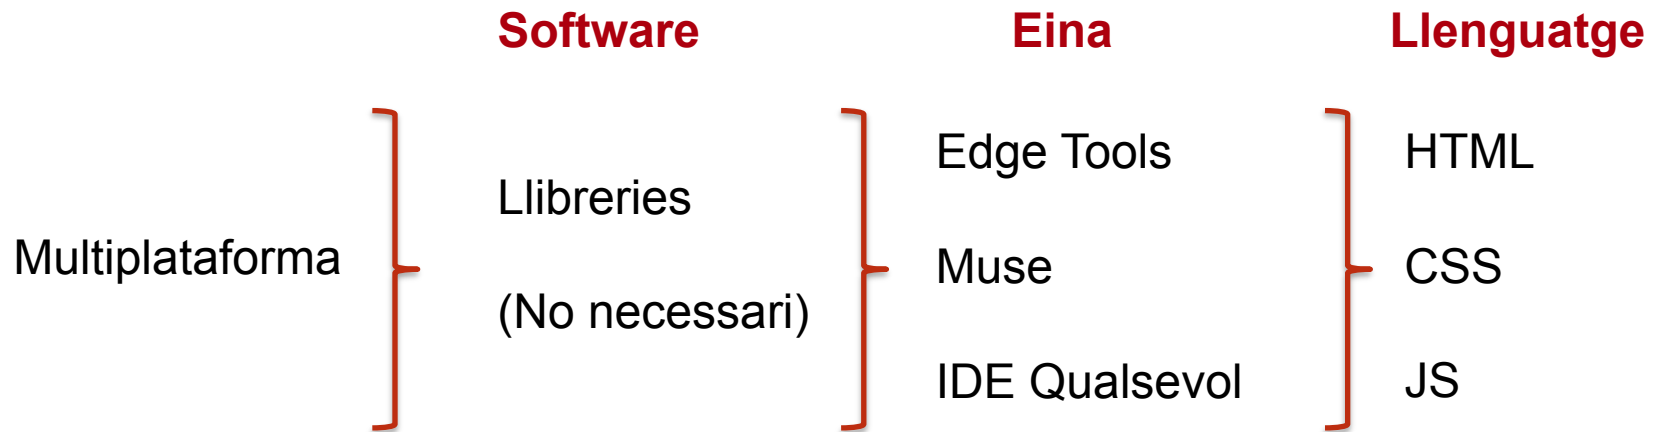 Software Eina Llenguatge
Multiplataforma
Llibreries
(No necessari)
Edge Tools
Muse
IDE Qualsevol
HTML
CSS
JS